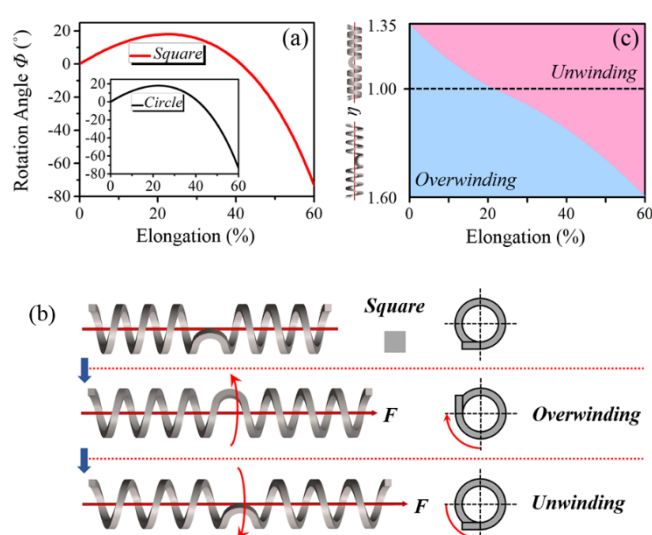 (a)
Rotation Angle Φ (°)
20
0
-20
-40
-60
-80
Square
20
0
-20
-40
-60
-80
Circle
0
20
40
60
0
20
40
60
Elongation (%)
(c)
η
1.35
1.00
1.60
Unwinding
Overwinding
0
20
40
60
Elongation (%)
(b)
Square
F
Overwinding
F
Unwinding